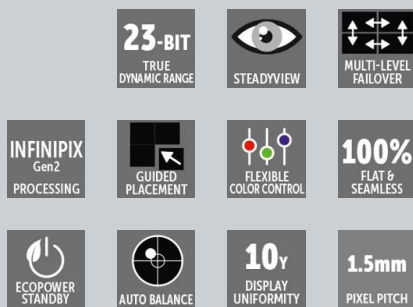 23-BIT
TRUE
DYNAMIC RANGE
STEADYVIEW
MULTI-LEVEL
FAILOVER
INFINIPIX
Gen2
PROCESSING
GUIDED
PLACEMENT
FLEXIBLE
COLOR CONTROL
100%
FLAT &
SEAMLESS
ECOPOWER
STANDBY
AUTO BALANCE
10Y
DISPLAY
UNIFORMITY
1.5mm
PIXEL PITCH